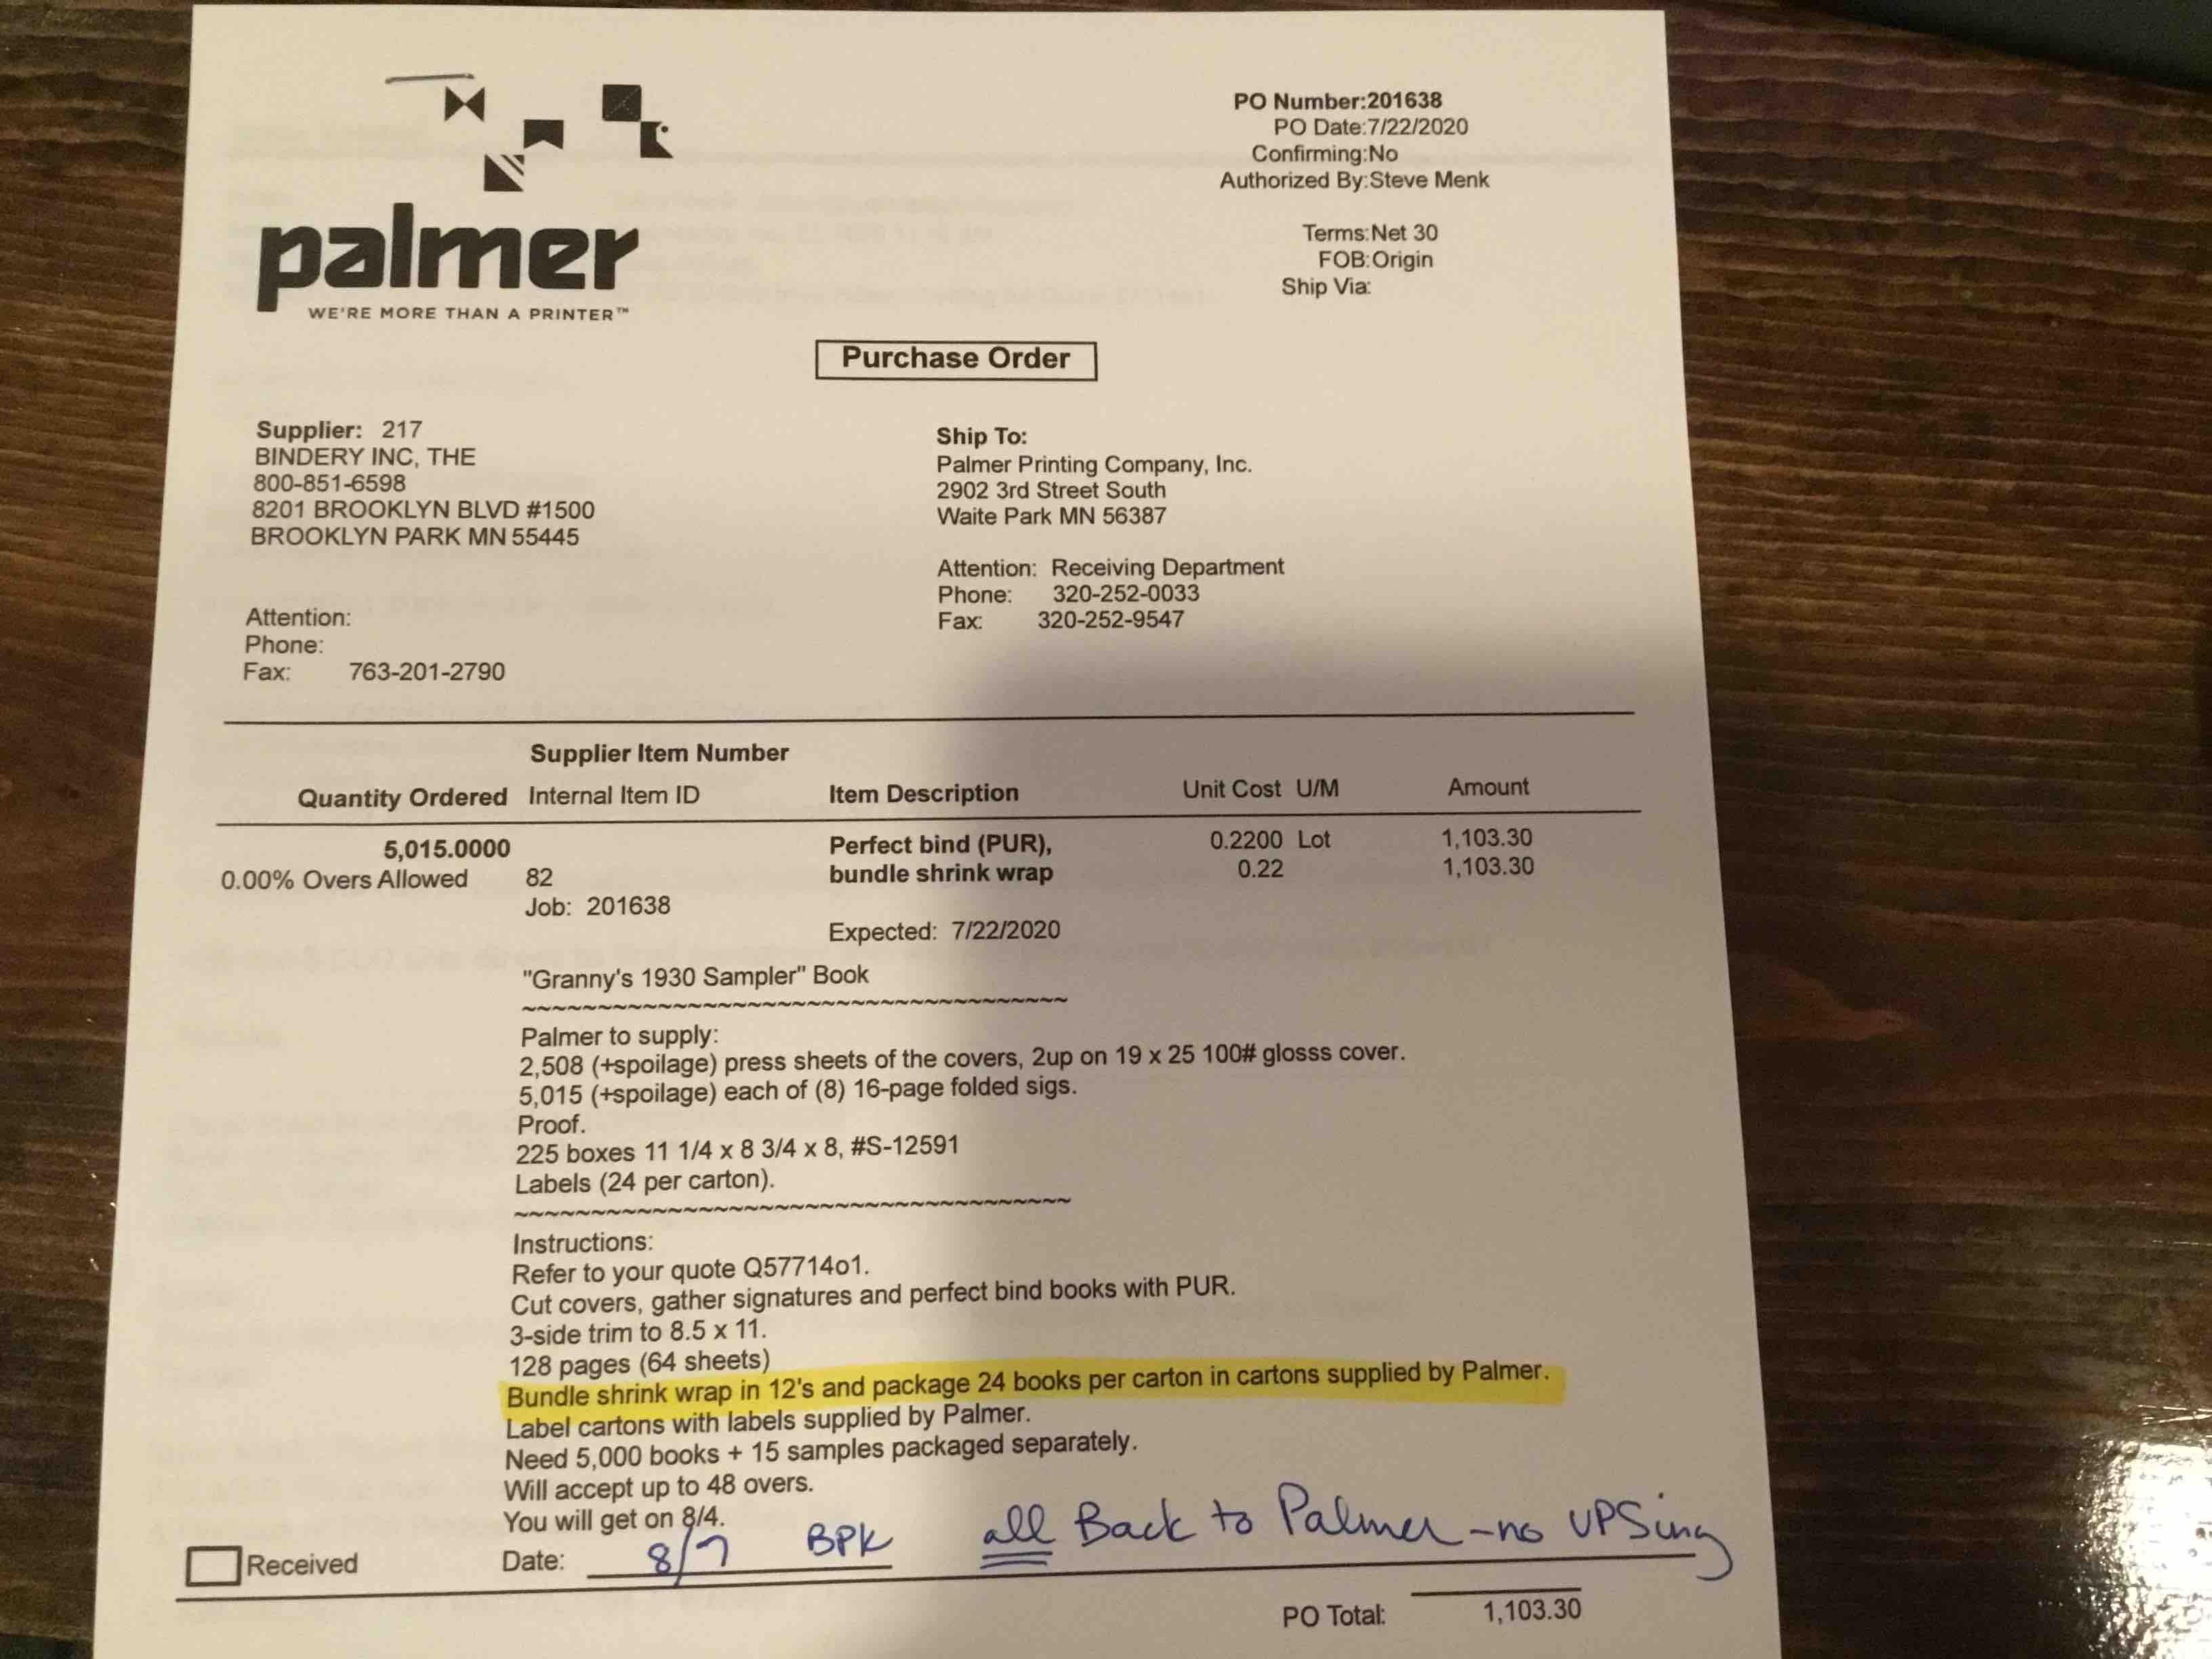 palmer
WE'RE MORE THAN A PRINTER™
PO Number:201638
PO Date:7/22/2020
Confirming:No
Authorized By:Steve Menk
Terms:Net 30
FOB:Origin
Ship Via:
Purchase Order
Supplier: 217
BINDERY INC, THE
800-851-6598
8201 BROOKLYN BLVD #1500
BROOKLYN PARK MN 55445
Attention:
Phone:
Fax: 763-201-2790
Ship To:
Palmer Printing Company, Inc.
2902 3rd Street South
Waite Park MN 56387
Attention: Receiving Department
Phone: 320-252-0033
Fax: 320-252-9547
Supplier Item Number
Quantity Ordered Internal Item ID Item Description Unit Cost U/M Amount
5,015.0000 Perfect bind (PUR), 0.2200 Lot 1,103.30
0.00% Overs Allowed 82 bundle shrink wrap 0.22 1,103.30
Job: 201638
Expected: 7/22/2020
"Granny's 1930 Sampler" Book
~~~~~~~~~~~~~~~~~~~~~~~~~~~~~~~~~~~~~
Palmer to supply:
2,508 (+spoilage) press sheets of the covers, 2up on 19 x 25 100# glosss cover.
5,015 (+spoilage) each of (8) 16-page folded sigs.
Proof.
225 boxes 11 1/4 x 8 3/4 x 8, #S-12591
Labels (24 per carton).
~~~~~~~~~~~~~~~~~~~~~~~~~~~~~~~~~~~~~
Instructions:
Refer to your quote Q57714o1.
Cut covers, gather signatures and perfect bind books with PUR.
3-side trim to 8.5 x 11.
128 pages (64 sheets)
Bundle shrink wrap in 12's and package 24 books per carton in cartons supplied by Palmer.
Label cartons with labels supplied by Palmer.
Need 5,000 books + 15 samples packaged separately.
Will accept up to 48 overs.
You will get on 8/4.
Received Date: 8/7 BPK all Back to Palmer - no UPSing
PO Total: 1,103.30